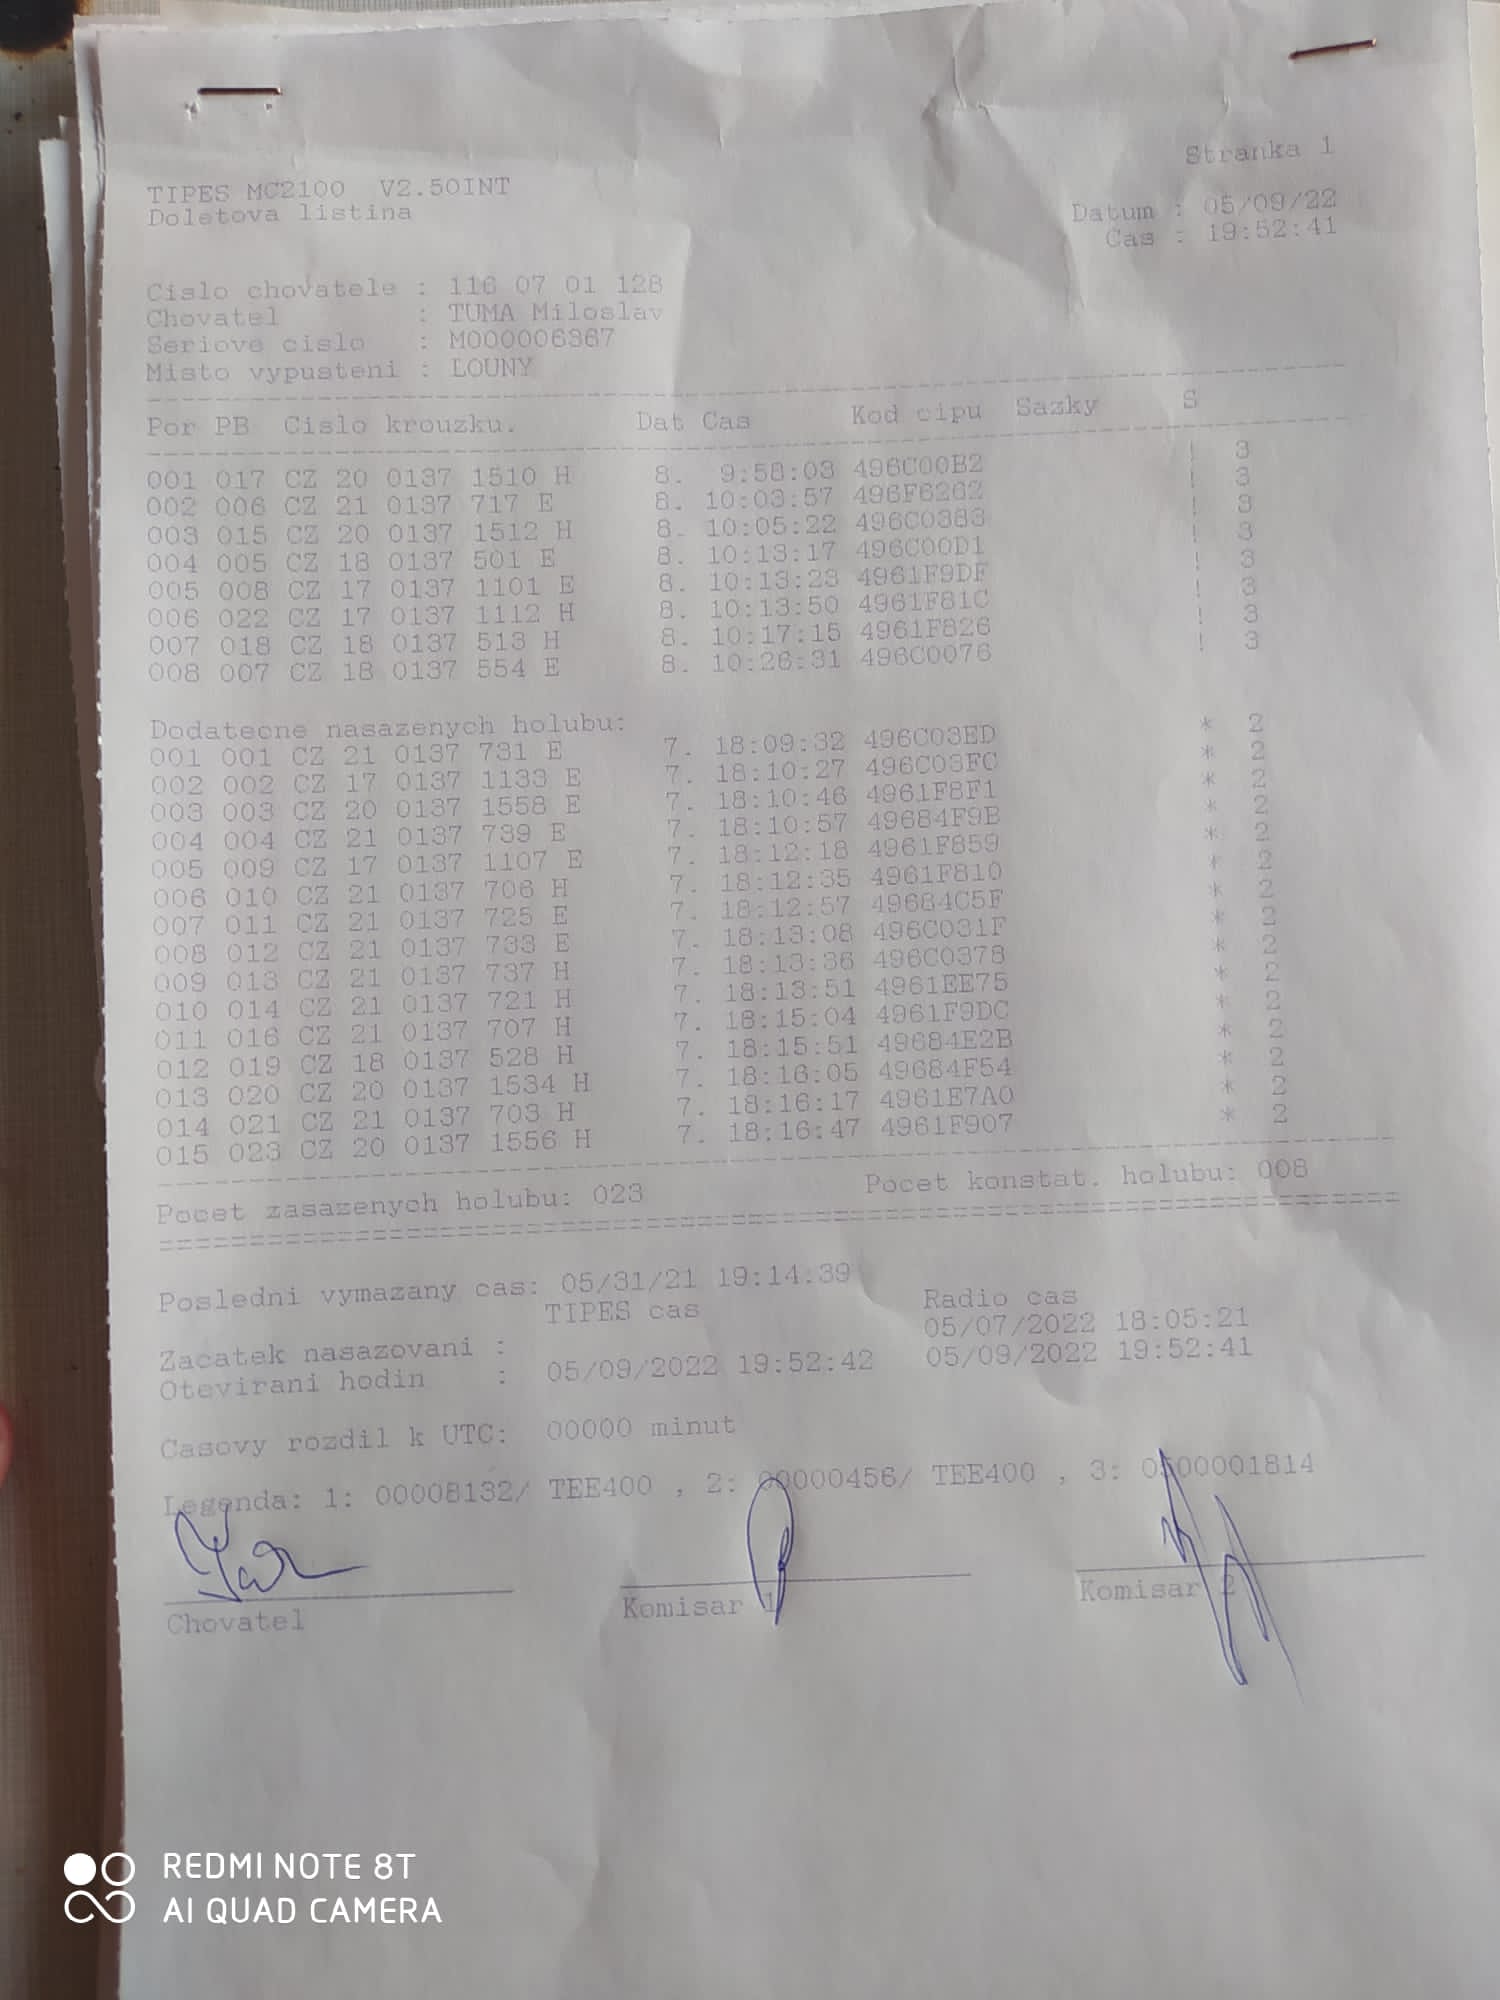 Stranka 1
TIPES MC2100 V2.50INT
Doletova listina
Datum : 05/09/22
Cas : 19:52:41
Cislo chovatele : 116 07 01 128
Chovatel : TUMA Miloslav
Seriove cislo : M000006367
Misto vypusteni : LOUNY
Por PB Cislo krouzku. Dat Cas Kod cipu Sazky S
001 017 CZ 20 0137 1510 H 8. 9:58:03 496C00B2 ! 3
002 006 CZ 21 0137 717 E 8. 10:03:57 496F6262 ! 3
003 015 CZ 20 0137 1512 H 8. 10:05:22 496C0383 ! 3
004 005 CZ 18 0137 501 E 8. 10:13:17 496C00D1 ! 3
005 008 CZ 17 0137 1101 E 8. 10:13:23 4961F9DF ! 3
006 022 CZ 17 0137 1112 H 8. 10:13:50 4961F81C ! 3
007 018 CZ 18 0137 513 H 8. 10:17:15 4961F826 ! 3
008 007 CZ 18 0137 554 E 8. 10:26:31 496C0076 ! 3
Dodatecne nasazenych holubu:
001 001 CZ 21 0137 731 E 7. 18:09:32 496C03ED * 2
002 002 CZ 17 0137 1133 E 7. 18:10:27 496C03FC * 2
003 003 CZ 20 0137 1558 E 7. 18:10:46 4961F8F1 * 2
004 004 CZ 21 0137 739 E 7. 18:10:57 49684F9B * 2
005 009 CZ 17 0137 1107 E 7. 18:12:18 4961F859 * 2
006 010 CZ 21 0137 706 H 7. 18:12:35 4961F810 * 2
007 011 CZ 21 0137 725 E 7. 18:12:57 49684C5F * 2
008 012 CZ 21 0137 733 E 7. 18:13:08 496C031F * 2
009 013 CZ 21 0137 737 H 7. 18:13:36 496C0378 * 2
010 014 CZ 21 0137 721 H 7. 18:13:51 4961EE75 * 2
011 016 CZ 21 0137 707 H 7. 18:15:04 4961F9DC * 2
012 019 CZ 18 0137 528 H 7. 18:15:51 49684E2B * 2
013 020 CZ 20 0137 1534 H 7. 18:16:05 49684F54 * 2
014 021 CZ 21 0137 703 H 7. 18:16:17 4961E7A0 * 2
015 023 CZ 20 0137 1556 H 7. 18:16:47 4961F907 * 2
Pocet zasazenych holubu: 023 Pocet konstat. holubu: 008
Posledni vymazany cas: 05/31/21 19:14:39
TIPES cas Radio cas
Zacatek nasazovani : 05/07/2022 18:05:21
Otevirani hodin : 05/09/2022 19:52:42 05/09/2022 19:52:41
Casovy rozdil k UTC: 00000 minut
Legenda: 1: 00008132/ TEE400 , 2: 00000456/ TEE400 , 3: 0500001814
Chovatel Komisar 1 Komisar 2
REDMI NOTE 8T
AI QUAD CAMERA